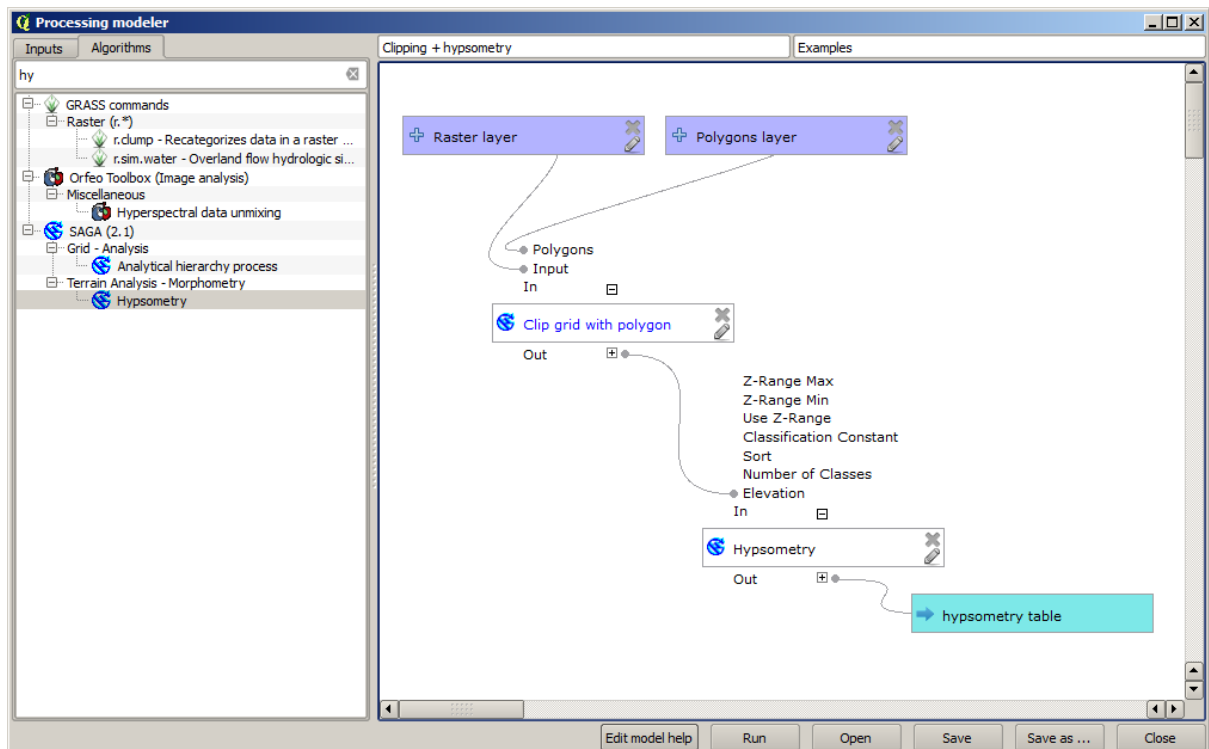 Processing modeler
Inputs Algorithms
Clipping + hypsometry Examples
hy
GRASS commands
Raster (r.*)
r.clump - Recategorizes data in a raster ...
r.sim.water - Overland flow hydrologic si...
Orfeo Toolbox (Image analysis)
Miscellaneous
Hyperspectral data unmixing
SAGA (2.1)
Grid - Analysis
Analytical hierarchy process
Terrain Analysis - Morphometry
Hypsometry
Raster layer Polygons layer
Polygons
Input
In
Clip grid with polygon
Out
Z-Range Max
Z-Range Min
Use Z-Range
Classification Constant
Sort
Number of Classes
Elevation
In
Hypsometry
Out
hypsometry table
Edit model help Run Open Save Save as ... Close